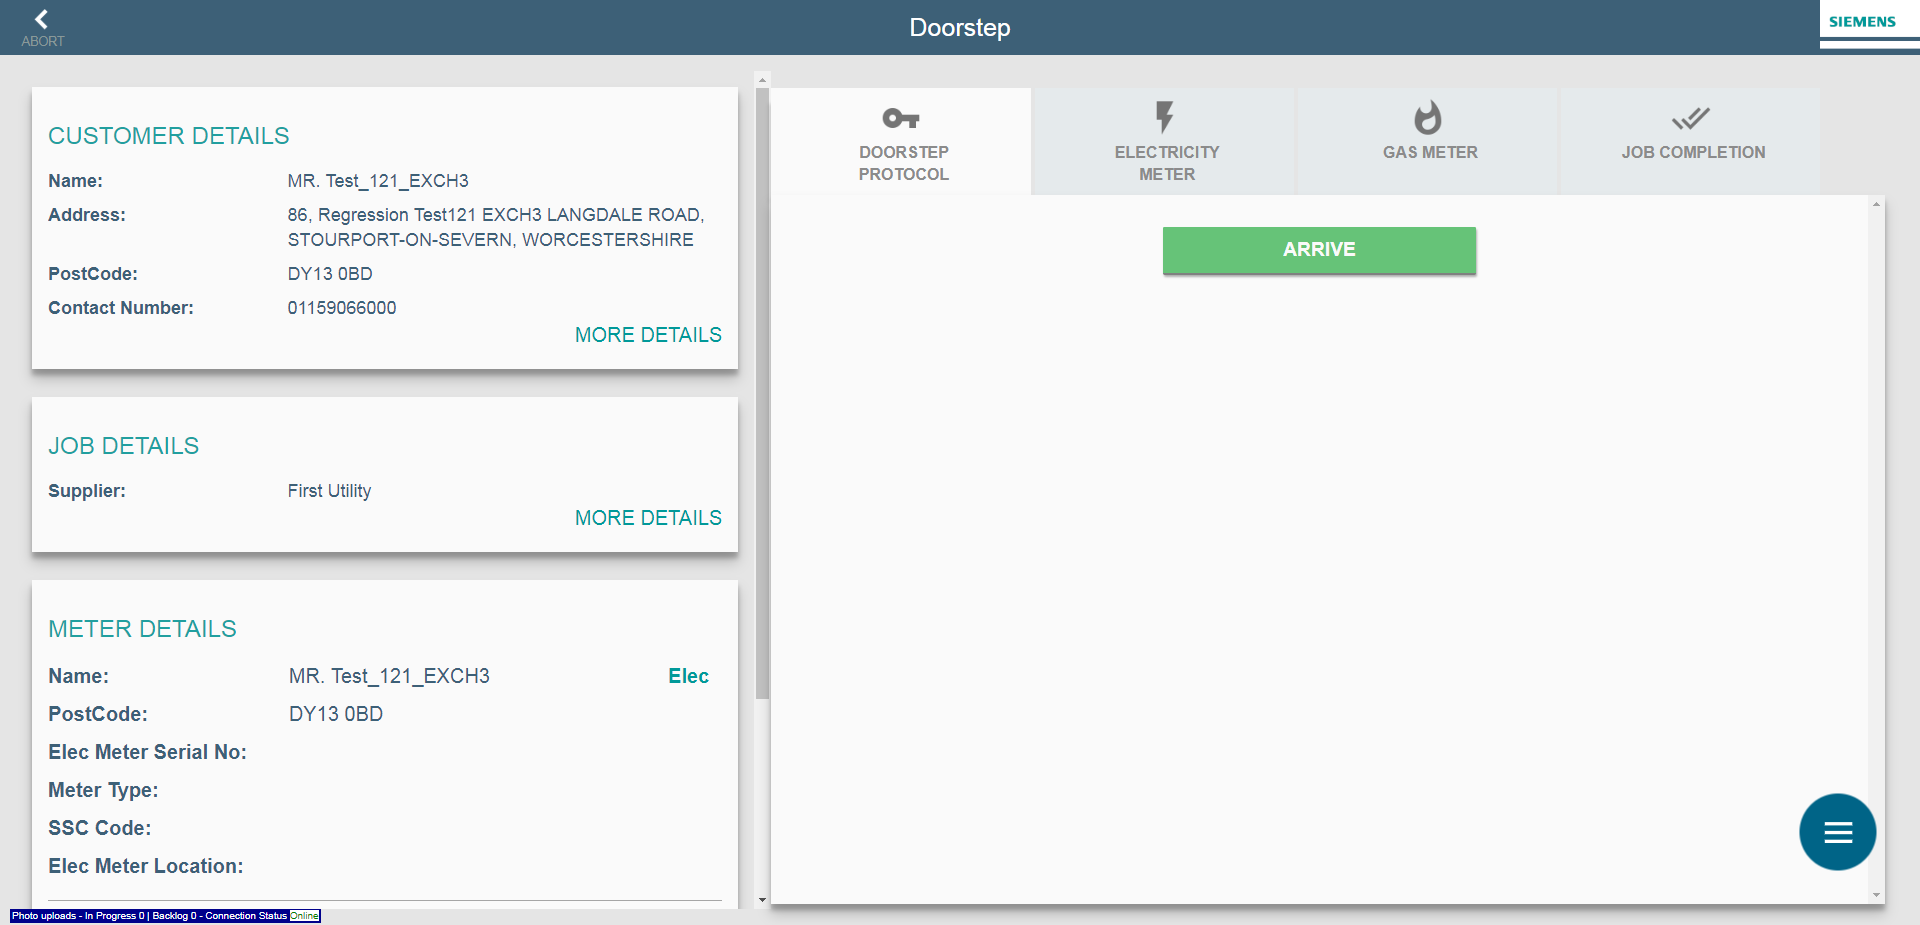 ABORT
Doorstep
SIEMENS
CUSTOMER DETAILS
Name: MR. Test_121_EXCH3
Address: 86, Regression Test121 EXCH3 LANGDALE ROAD,
STOURPORT-ON-SEVERN, WORCESTERSHIRE
PostCode: DY13 0BD
Contact Number: 01159066000
MORE DETAILS
JOB DETAILS
Supplier: First Utility
MORE DETAILS
METER DETAILS
Name: MR. Test_121_EXCH3 Elec
PostCode: DY13 0BD
Elec Meter Serial No:
Meter Type:
SSC Code:
Elec Meter Location:
Photo uploads - In Progress 0 | Backlog 0 - Connection Status Online
DOORSTEP
PROTOCOL
ELECTRICITY
METER
GAS METER
JOB COMPLETION
ARRIVE